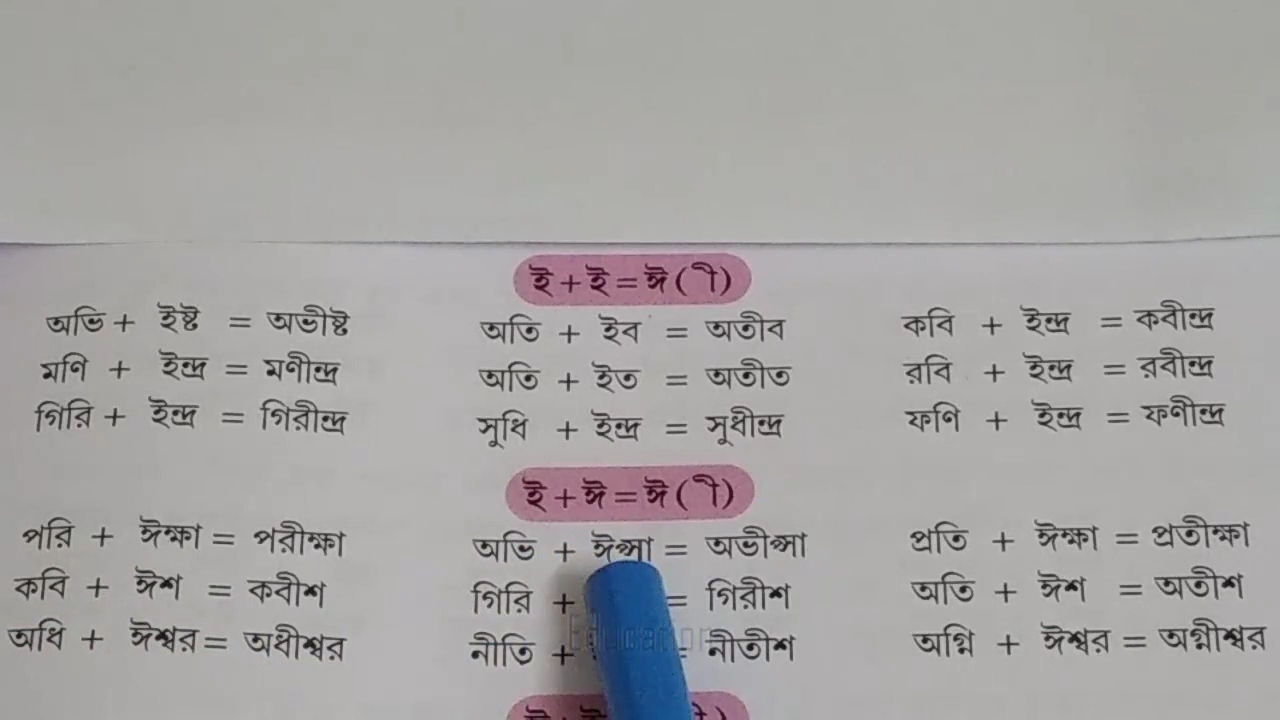 ই + ই = ঈ ( ী )
অভি + ইষ্ট = অভীষ্ট অতি + ইব = অতীব কবি + ইন্দ্র = কবীন্দ্র
মণি + ইন্দ্র = মণীন্দ্র অতি + ইত = অতীত রবি + ইন্দ্র = রবীন্দ্র
গিরি + ইন্দ্র = গিরীন্দ্র সুধি + ইন্দ্র = সুধীন্দ্র ফণি + ইন্দ্র = ফণীন্দ্র
ই + ঈ = ঈ ( ী )
পরি + ঈক্ষা = পরীক্ষা অভি + ঈপ্সা = অভীপ্সা প্রতি + ঈক্ষা = প্রতীক্ষা
কবি + ঈশ = কবীশ গিরি + = গিরীশ অতি + ঈশ = অতীশ
অধি + ঈশ্বর = অধীশ্বর নীতি + = নীতীশ অগ্নি + ঈশ্বর = অগ্নীশ্বর
Education